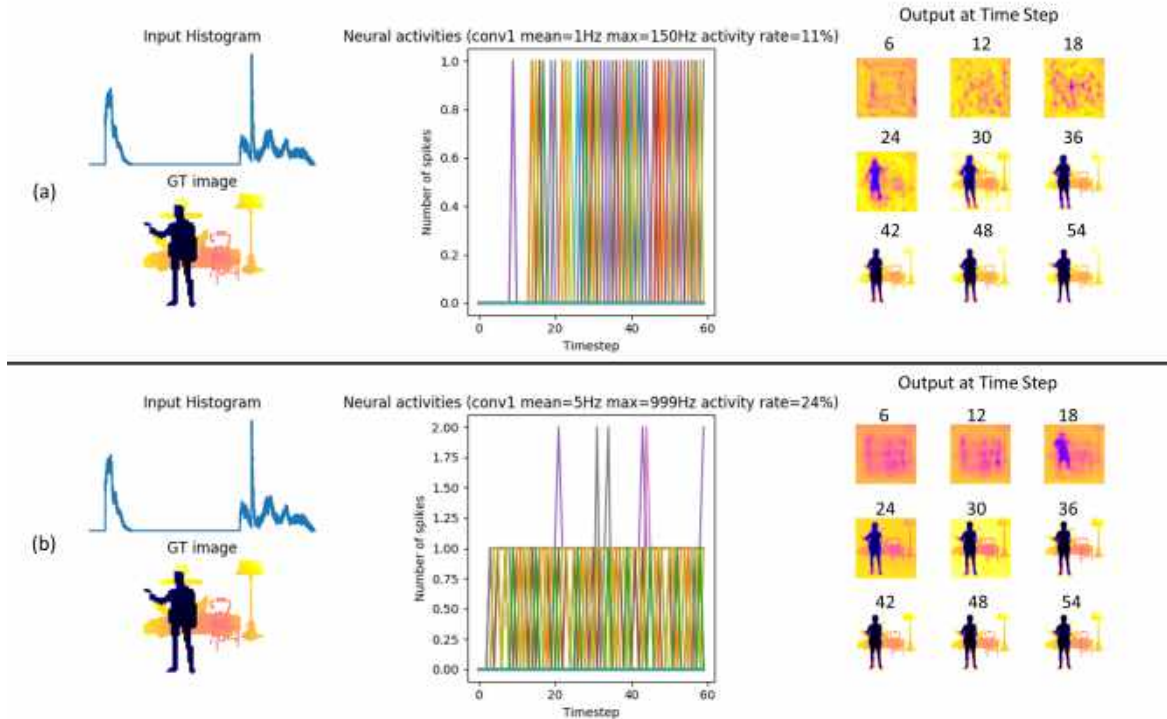 Input Histogram
GT image
(a)
Neural activities (conv1 mean=1Hz max=150Hz activity rate=11%)
Number of spikes
1.0
0.8
0.6
0.4
0.2
0.0
0 20 40 60
Timestep
Output at Time Step
6 12 18
24 30 36
42 48 54
Input Histogram
GT image
(b)
Neural activities (conv1 mean=5Hz max=999Hz activity rate=24%)
Number of spikes
2.00
1.75
1.50
1.25
1.00
0.75
0.50
0.25
0.00
0 20 40 60
Timestep
Output at Time Step
6 12 18
24 30 36
42 48 54